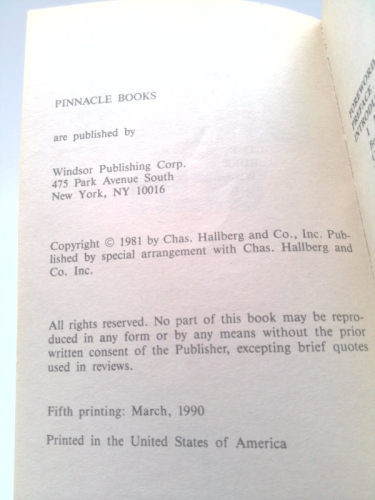 PINNACLE BOOKS
are published by
Windsor Publishing Corp.
475 Park Avenue South
New York, NY 10016
Copyright © 1981 by Chas. Hallberg and Co., Inc. Pub-
lished by special arrangement with Chas. Hallberg and
Co. Inc.
All rights reserved. No part of this book may be repro-
duced in any form or by any means without the prior
written consent of the Publisher, excepting brief quotes
used in reviews.
Fifth printing: March, 1990
Printed in the United States of America
FOREWORD
PREFACE